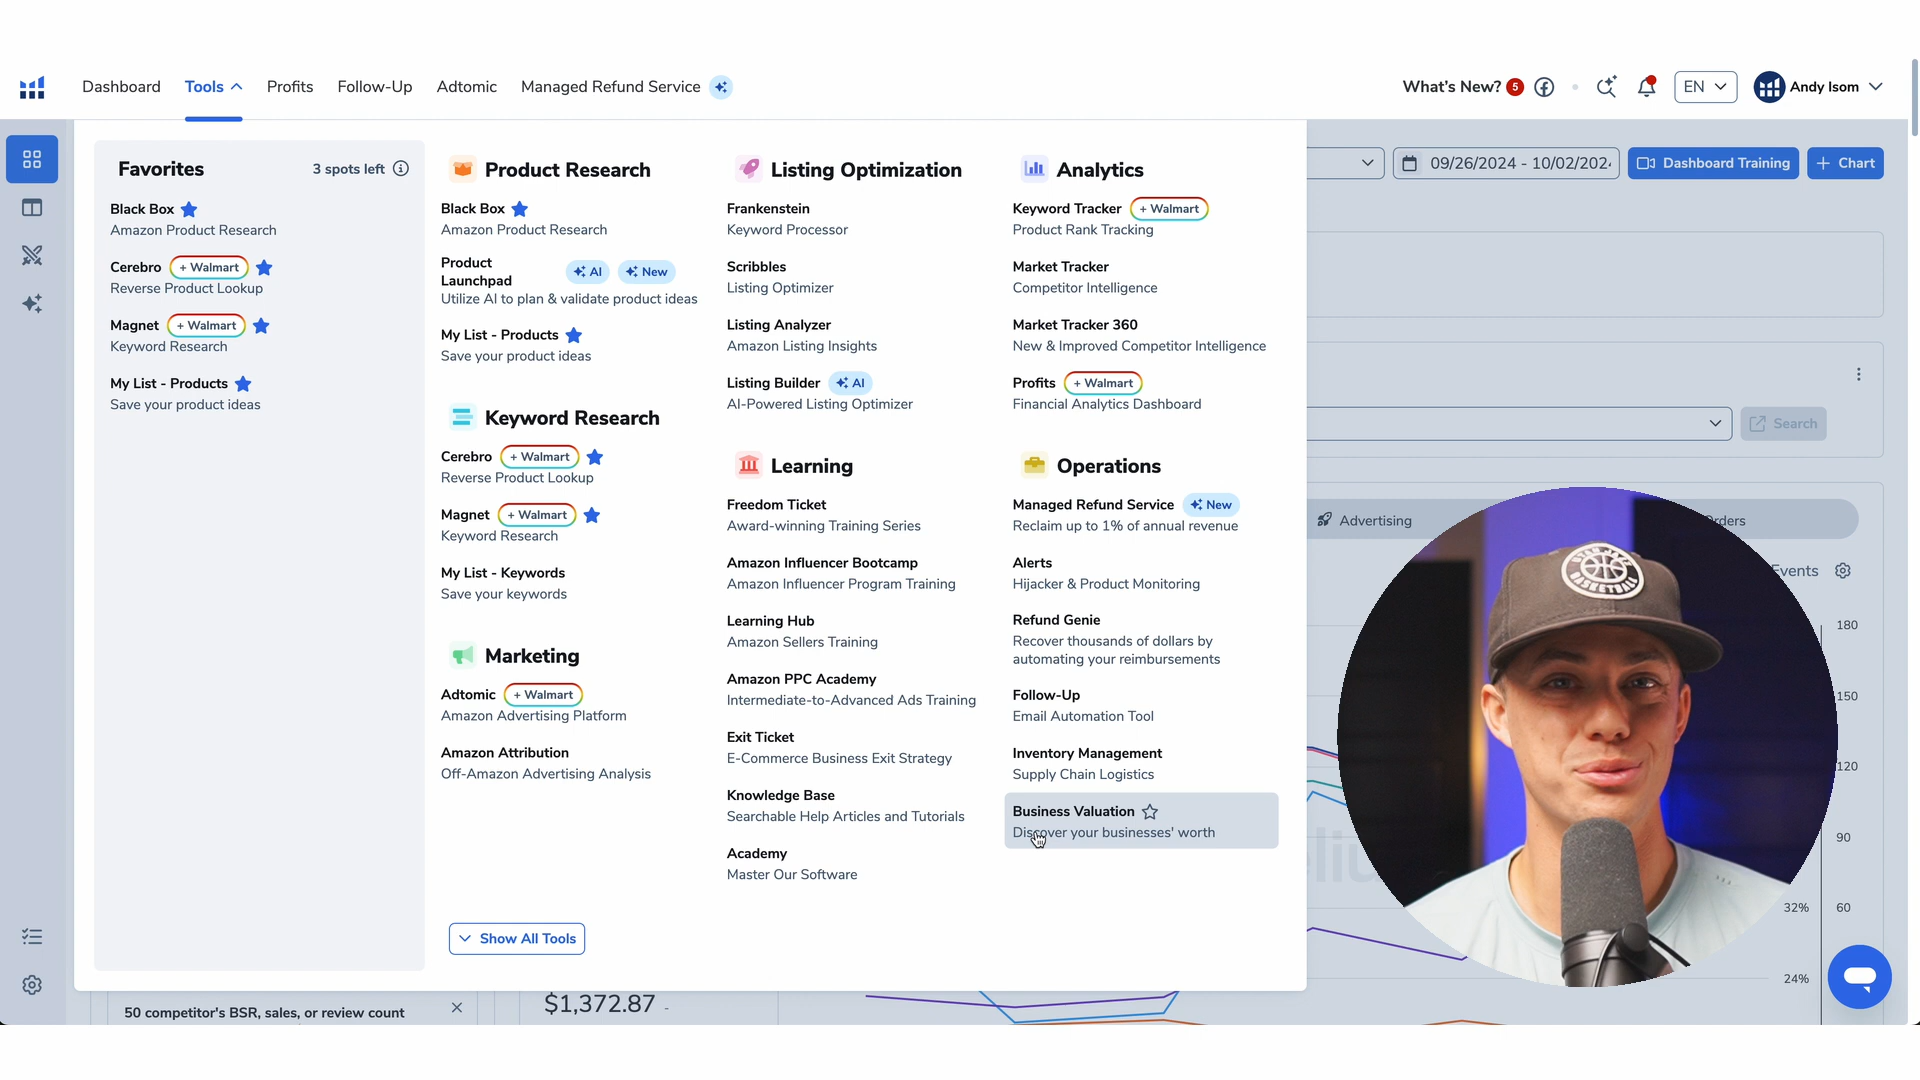 Dashboard
Tools
Profits
Follow-Up
Adtomic
Managed Refund Service
What's New?
5
EN
Andy Isom
Favorites
3 spots left
Black Box
Amazon Product Research
Cerebro
+ Walmart
Reverse Product Lookup
Magnet
+ Walmart
Keyword Research
My List - Products
Save your product ideas
Product Research
Black Box
Amazon Product Research
Product
Launchpad
AI
New
Utilize AI to plan & validate product ideas
My List - Products
Save your product ideas
Keyword Research
Cerebro
+ Walmart
Reverse Product Lookup
Magnet
+ Walmart
Keyword Research
My List - Keywords
Save your keywords
Marketing
Adtomic
+ Walmart
Amazon Advertising Platform
Amazon Attribution
Off-Amazon Advertising Analysis
Show All Tools
Listing Optimization
Frankenstein
Keyword Processor
Scribbles
Listing Optimizer
Listing Analyzer
Amazon Listing Insights
Listing Builder
AI
AI-Powered Listing Optimizer
Learning
Freedom Ticket
Award-winning Training Series
Amazon Influencer Bootcamp
Amazon Influencer Program Training
Learning Hub
Amazon Sellers Training
Amazon PPC Academy
Intermediate-to-Advanced Ads Training
Exit Ticket
E-Commerce Business Exit Strategy
Knowledge Base
Searchable Help Articles and Tutorials
Academy
Master Our Software
Analytics
Keyword Tracker
+ Walmart
Product Rank Tracking
Market Tracker
Competitor Intelligence
Market Tracker 360
New & Improved Competitor Intelligence
Profits
+ Walmart
Financial Analytics Dashboard
Operations
Managed Refund Service
New
Reclaim up to 1% of annual revenue
Alerts
Hijacker & Product Monitoring
Refund Genie
Recover thousands of dollars by
automating your reimbursements
Follow-Up
Email Automation Tool
Inventory Management
Supply Chain Logistics
Business Valuation
Discover your businesses' worth
09/26/2024 - 10/02/202
Dashboard Training
+ Chart
Search
Advertising
Orders
Events
180
150
120
90
32%
60
24%
BASKETBALL
50 competitor's BSR, sales, or review count
$1,372.87
-